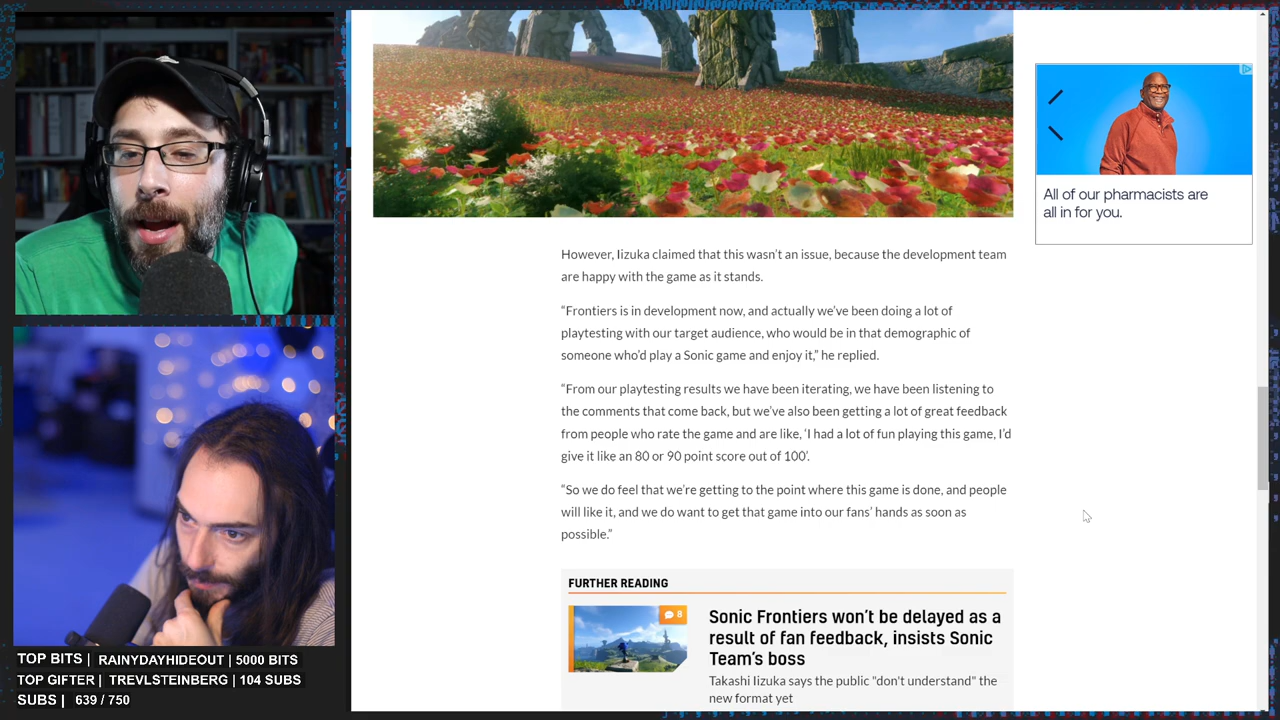 All of our pharmacists are
all in for you.
However, Iizuka claimed that this wasn't an issue, because the development team
are happy with the game as it stands.
“Frontiers is in development now, and actually we’ve been doing a lot of
playtesting with our target audience, who would be in that demographic of
someone who’d play a Sonic game and enjoy it,” he replied.
“From our playtesting results we have been iterating, we have been listening to
the comments that come back, but we’ve also been getting a lot of great feedback
from people who rate the game and are like, ‘I had a lot of fun playing this game, I’d
give it like an 80 or 90 point score out of 100’.
“So we do feel that we’re getting to the point where this game is done, and people
will like it, and we do want to get that game into our fans’ hands as soon as
possible.”
FURTHER READING
8
Sonic Frontiers won’t be delayed as a
result of fan feedback, insists Sonic
Team’s boss
Takashi Iizuka says the public "don't understand" the
new format yet
TOP BITS | RAINYDAYHIDEOUT | 5000 BITS
TOP GIFTER | TREVLSTEINBERG | 104 SUBS
SUBS | 639 / 750